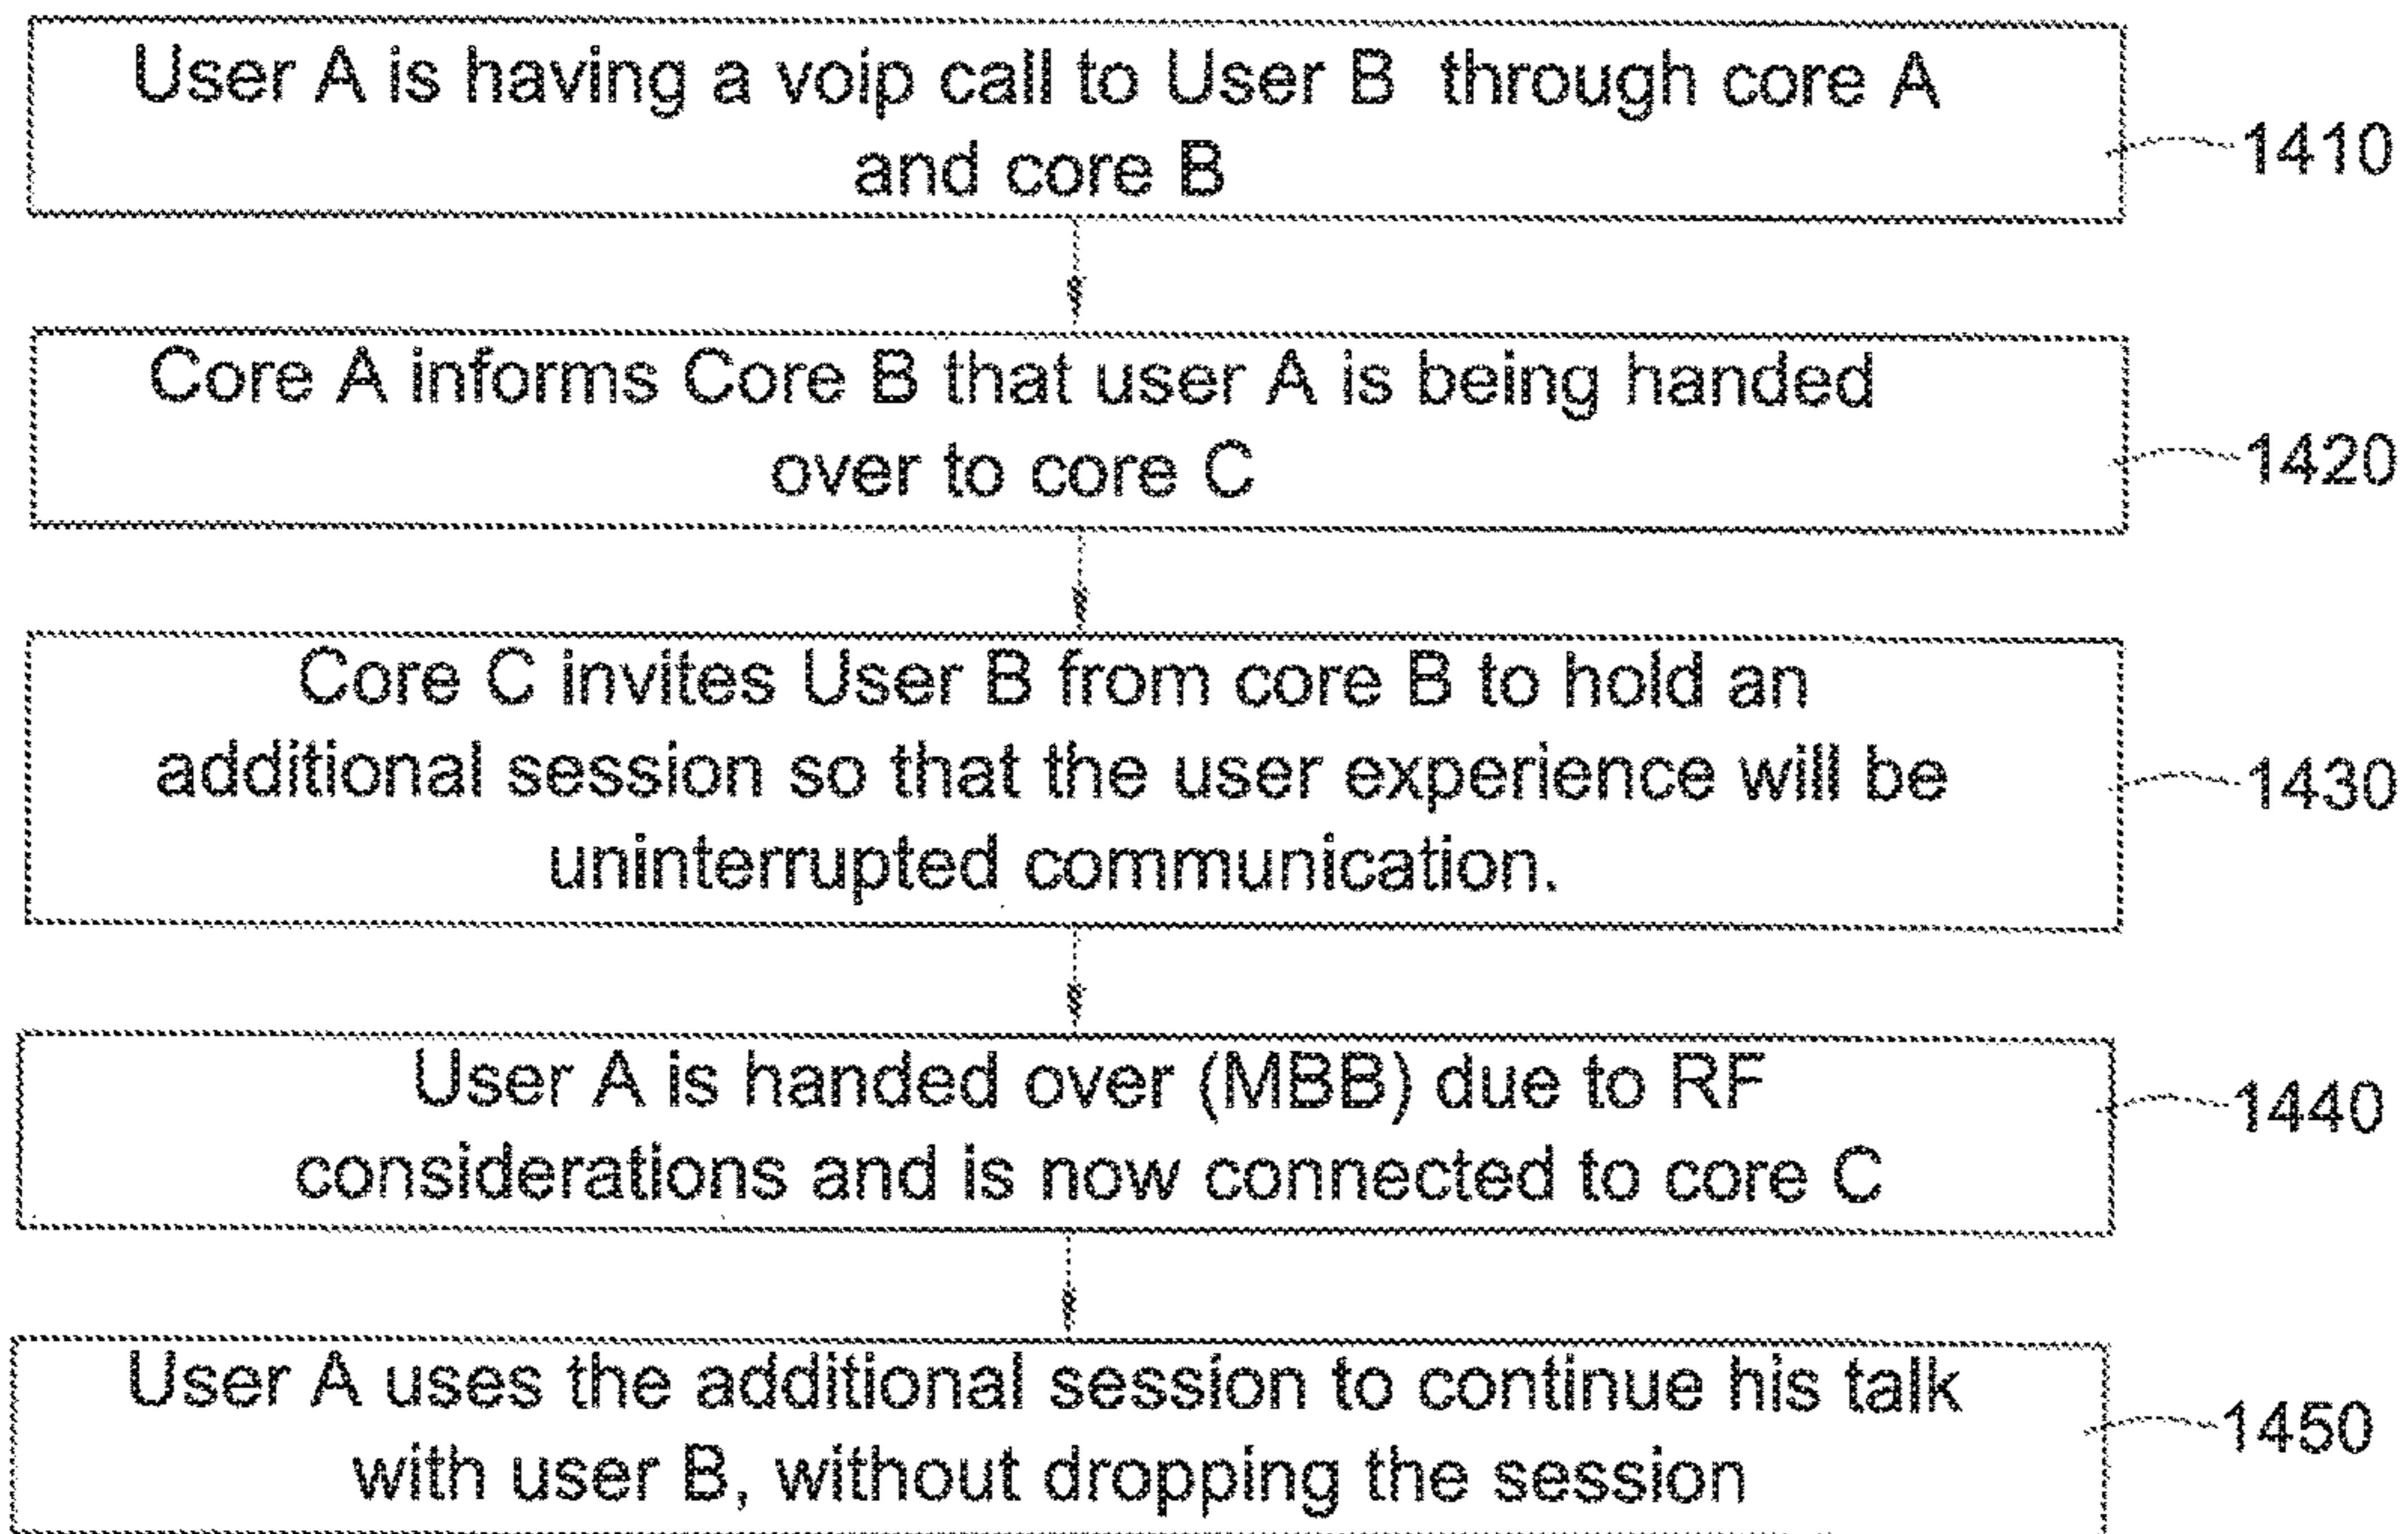 User A is having a voip call to User B through core A
and core B
1410
Core A informs Core B that user A is being handed
over to core C
1420
Core C invites User B from core B to hold an
additional session so that the user experience will be
uninterrupted communication.
1430
User A is handed over (MBB) due to RF
considerations and is now connected to core C
1440
User A uses the additional session to continue his talk
with user B, without dropping the session
1450